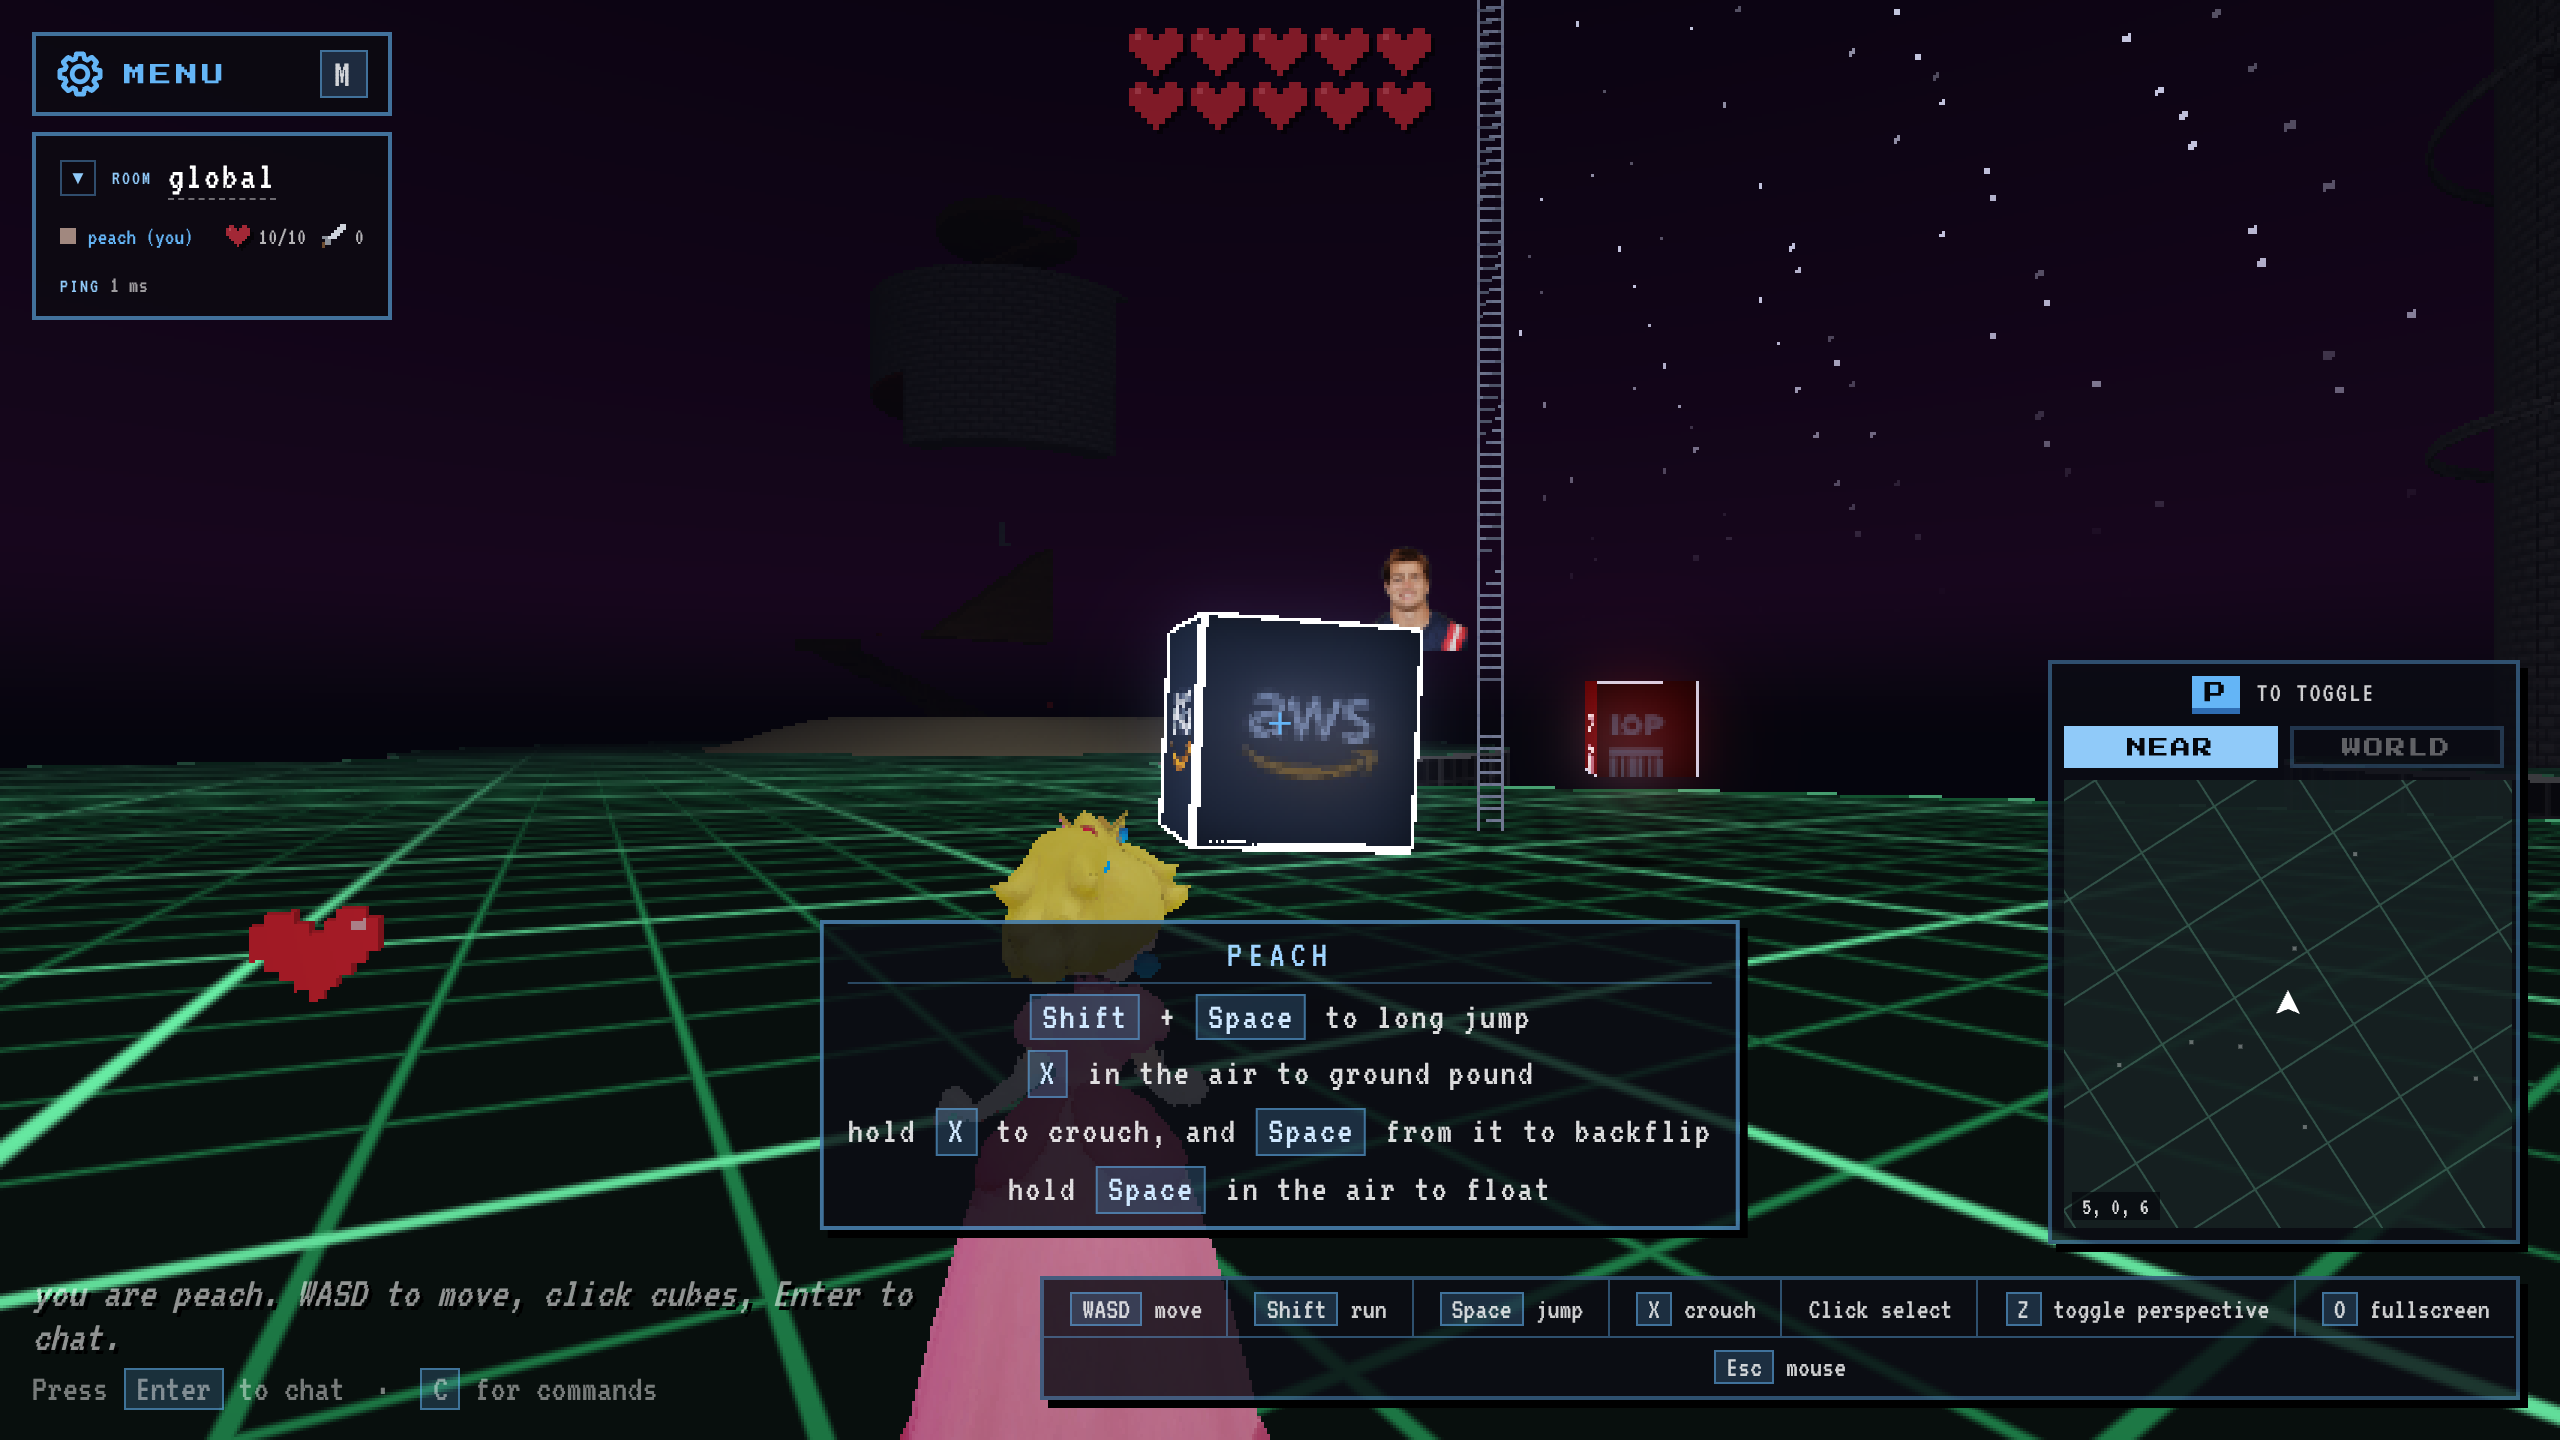 MENU M
▼ ROOM global
peach (you) 10/10 0
PING 1 ms
L
aws
IOP
P TO TOGGLE
NEAR WORLD
5, 0, 6
PEACH
Shift + Space to long jump
X in the air to ground pound
hold X to crouch, and Space from it to backflip
hold Space in the air to float
you are peach. WASD to move, click cubes, Enter to
chat.
Press Enter to chat · C for commands
WASD move Shift run Space jump X crouch Click select Z toggle perspective O fullscreen
Esc mouse